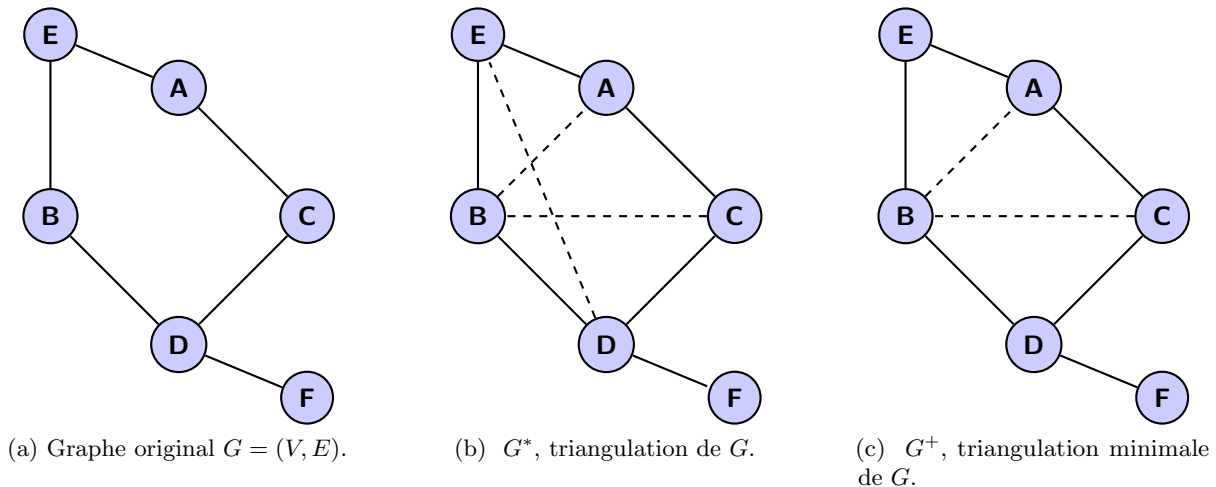 E
A
B
C
D
F
(a) Graphe original G = (V, E).
E
A
B
C
D
F
(b) G*, triangulation de G.
E
A
B
C
D
F
(c) G+, triangulation minimale
de G.